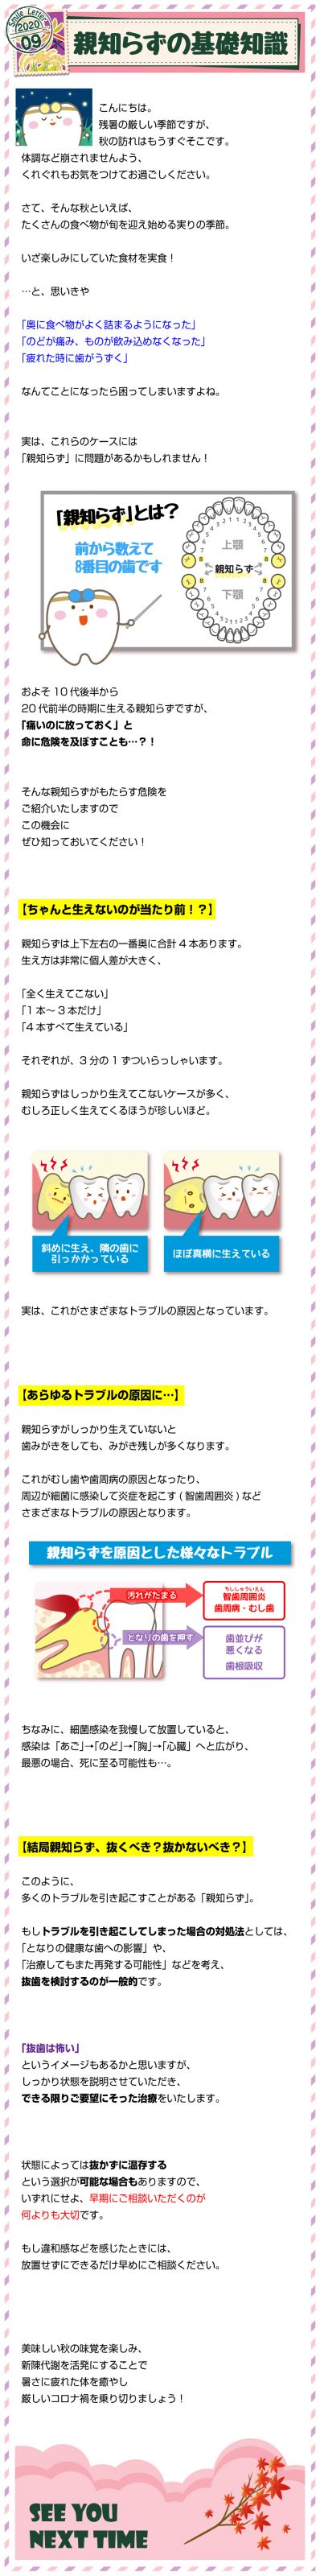 Smile Letter
2020
09
親知らずの基礎知識
こんにちは。
残暑の厳しい季節ですが、
秋の訪れはもうすぐそこです。
体調など崩されませんよう、
くれぐれもお気をつけてお過ごしください。
さて、そんな秋といえば、
たくさんの食べ物が旬を迎え始める実りの季節。
いざ楽しみにしていた食材を実食！
…と、思いきや
「奥に食べ物がよく詰まるようになった」
「のどが痛み、ものが飲み込めなくなった」
「疲れた時に歯がうずく」
なんてことになったら困ってしまいますよね。
実は、これらのケースには
「親知らず」に問題があるかもしれません！
「親知らず」とは？
前から数えて
8番目の歯です
8 7 6 5 4 3 2 1 1 2 3 4 5 6 7 8
上顎
親知らず
下顎
8 7 6 5 4 3 2 1 1 2 3 4 5 6 7 8
およそ 10 代後半から
20 代前半の時期に生える親知らずですが、
「痛いのに放っておく」と
命に危険を及ぼすことも…？！
そんな親知らずがもたらす危険を
ご紹介いたしますので
この機会に
ぜひ知っておいてください！
【ちゃんと生えないのが当たり前！？】
親知らずは上下左右の一番奥に合計 4 本あります。
生え方は非常に個人差が大きく、
「全く生えてこない」
「1 本～ 3 本だけ」
「4 本すべて生えている」
それぞれが、3 分の 1 ずついらっしゃいます。
親知らずはしっかり生えてこないケースが多く、
むしろ正しく生えてくるほうが珍しいほど。
斜めに生え、隣の歯に
引っかかっている
ほぼ真横に生えている
実は、これがさまざまなトラブルの原因となっています。
【あらゆるトラブルの原因に…】
親知らずがしっかり生えていないと
歯みがきをしても、みがき残しが多くなります。
これがむし歯や歯周病の原因となったり、
周辺が細菌に感染して炎症を起こす ( 智歯周囲炎 ) など
さまざまなトラブルの原因となります。
親知らずを原因とした様々なトラブル
汚れがたまる
ちししゅういえん
智歯周囲炎
歯周病・むし歯
となりの歯を押す
歯並びが
悪くなる
歯根吸収
ちなみに、細菌感染を我慢して放置していると、
感染は「あご」→「のど」→「胸」→「心臓」へと広がり、
最悪の場合、死に至る可能性も…。
【結局親知らず、抜くべき？抜かないべき？】
このように、
多くのトラブルを引き起こすことがある「親知らず」。
もしトラブルを引き起こしてしまった場合の対処法としては、
「となりの健康な歯への影響」や、
「治療してもまた再発する可能性」などを考え、
抜歯を検討するのが一般的です。
「抜歯は怖い」
というイメージもあるかと思いますが、
しっかり状態を説明させていただき、
できる限りご要望にそった治療をいたします。
状態によっては抜かずに温存する
という選択が可能な場合もありますので、
いずれにせよ、早期にご相談いただくのが
何よりも大切です。
もし違和感などを感じたときには、
放置せずにできるだけ早めにご相談ください。
美味しい秋の味覚を楽しみ、
新陳代謝を活発にすることで
暑さに疲れた体を癒やし
厳しいコロナ禍を乗り切りましょう！
SEE YOU
NEXT TIME